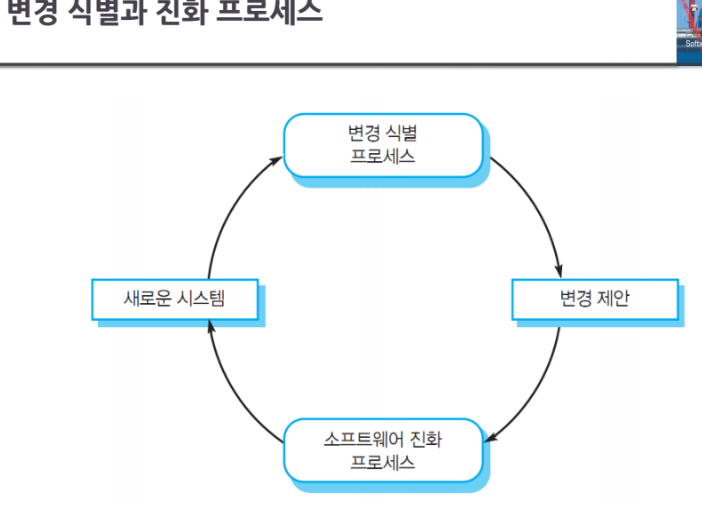 변경 식별과 진화 프로세스
변경 식별
프로세스
새로운 시스템
변경 제안
소프트웨어 진화
프로세스